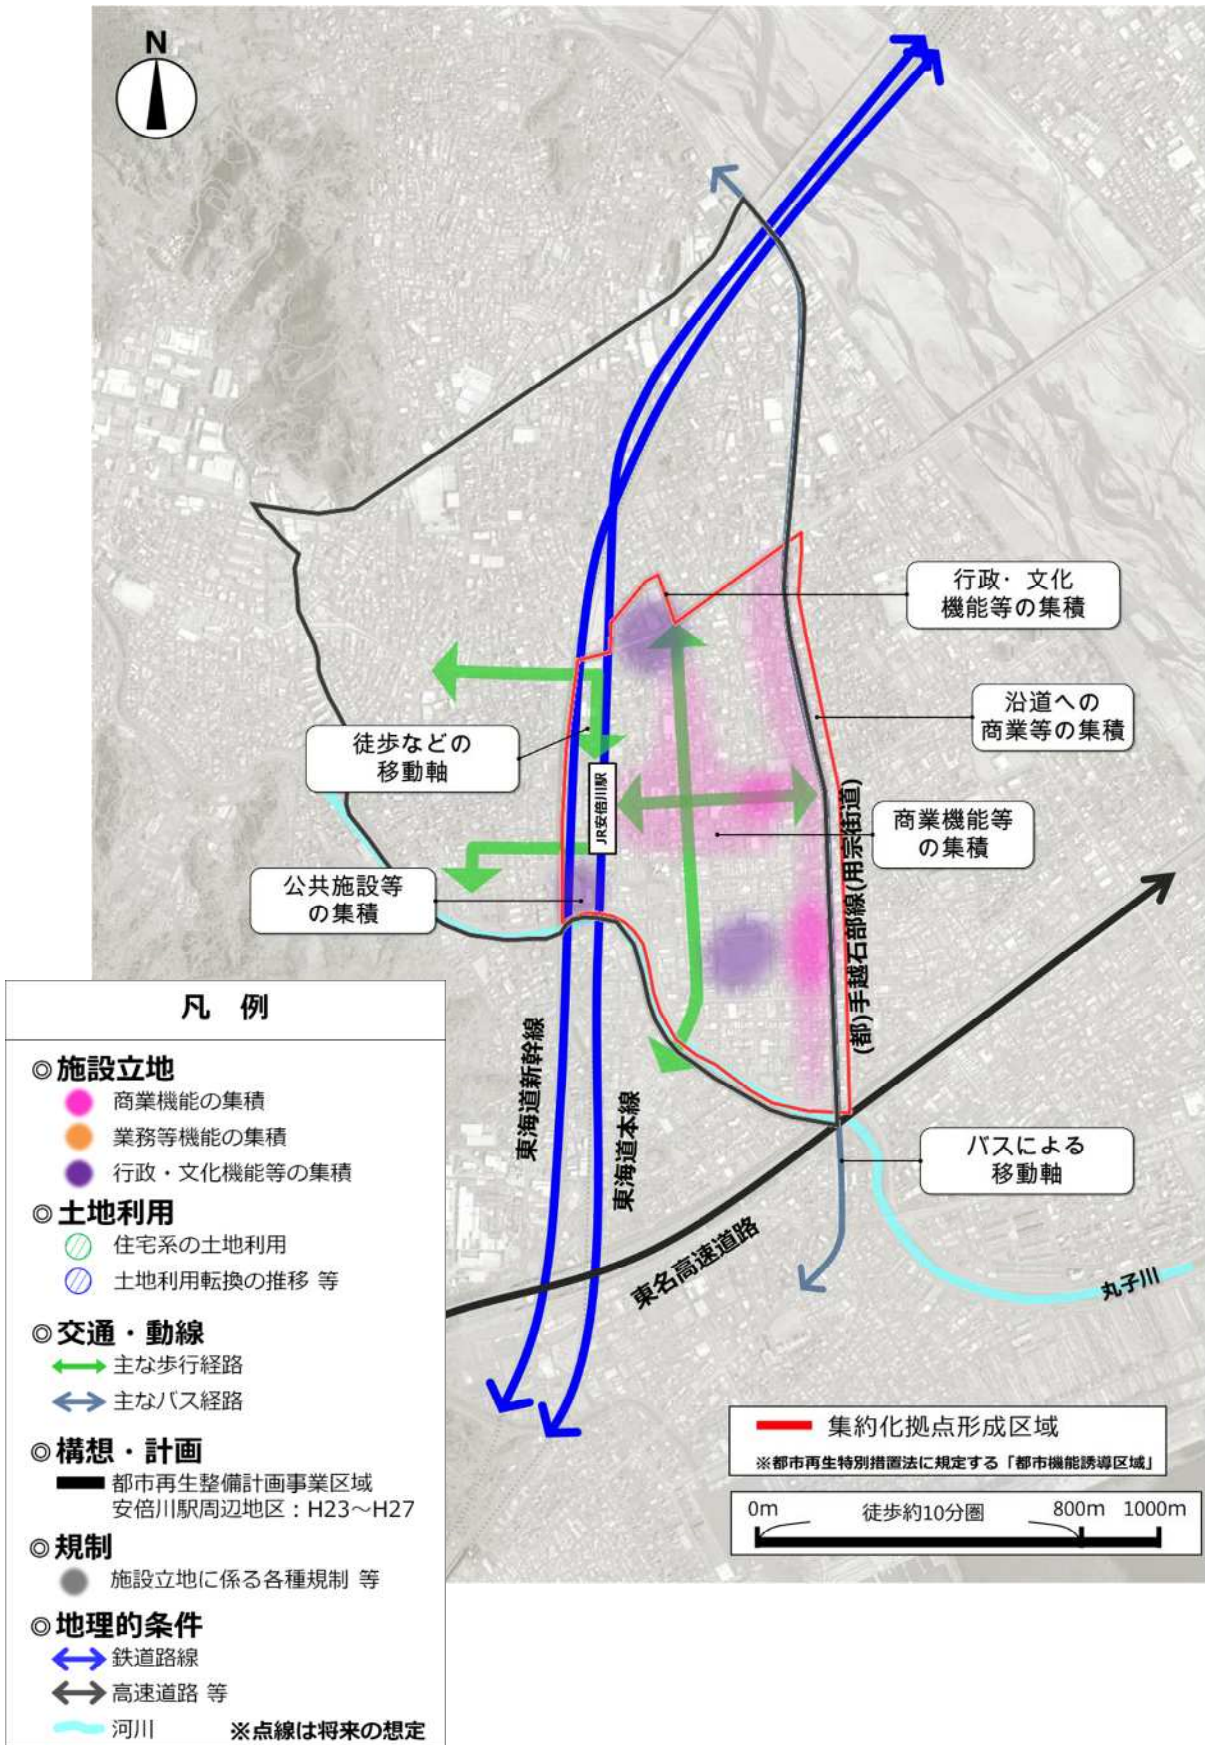 N
行政・文化
機能等の集積
沿道への
商業等の集積
徒歩などの
移動軸
JR安倍川駅
商業機能等
の集積
公共施設等
の集積
(都)手越石部線(用宗街道)
東海道新幹線
東海道本線
バスによる
移動軸
東名高速道路
丸子川
凡 例
◎施設立地
商業機能の集積
業務等機能の集積
行政・文化機能等の集積
◎土地利用
住宅系の土地利用
土地利用転換の推移 等
◎交通・動線
主な歩行経路
主なバス経路
◎構想・計画
都市再生整備計画事業区域
安倍川駅周辺地区:H23~H27
◎規制
施設立地に係る各種規制 等
◎地理的条件
鉄道路線
高速道路 等
河川 ※点線は将来の想定
集約化拠点形成区域
※都市再生特別措置法に規定する「都市機能誘導区域」
0m 徒歩約10分圏 800m 1000m